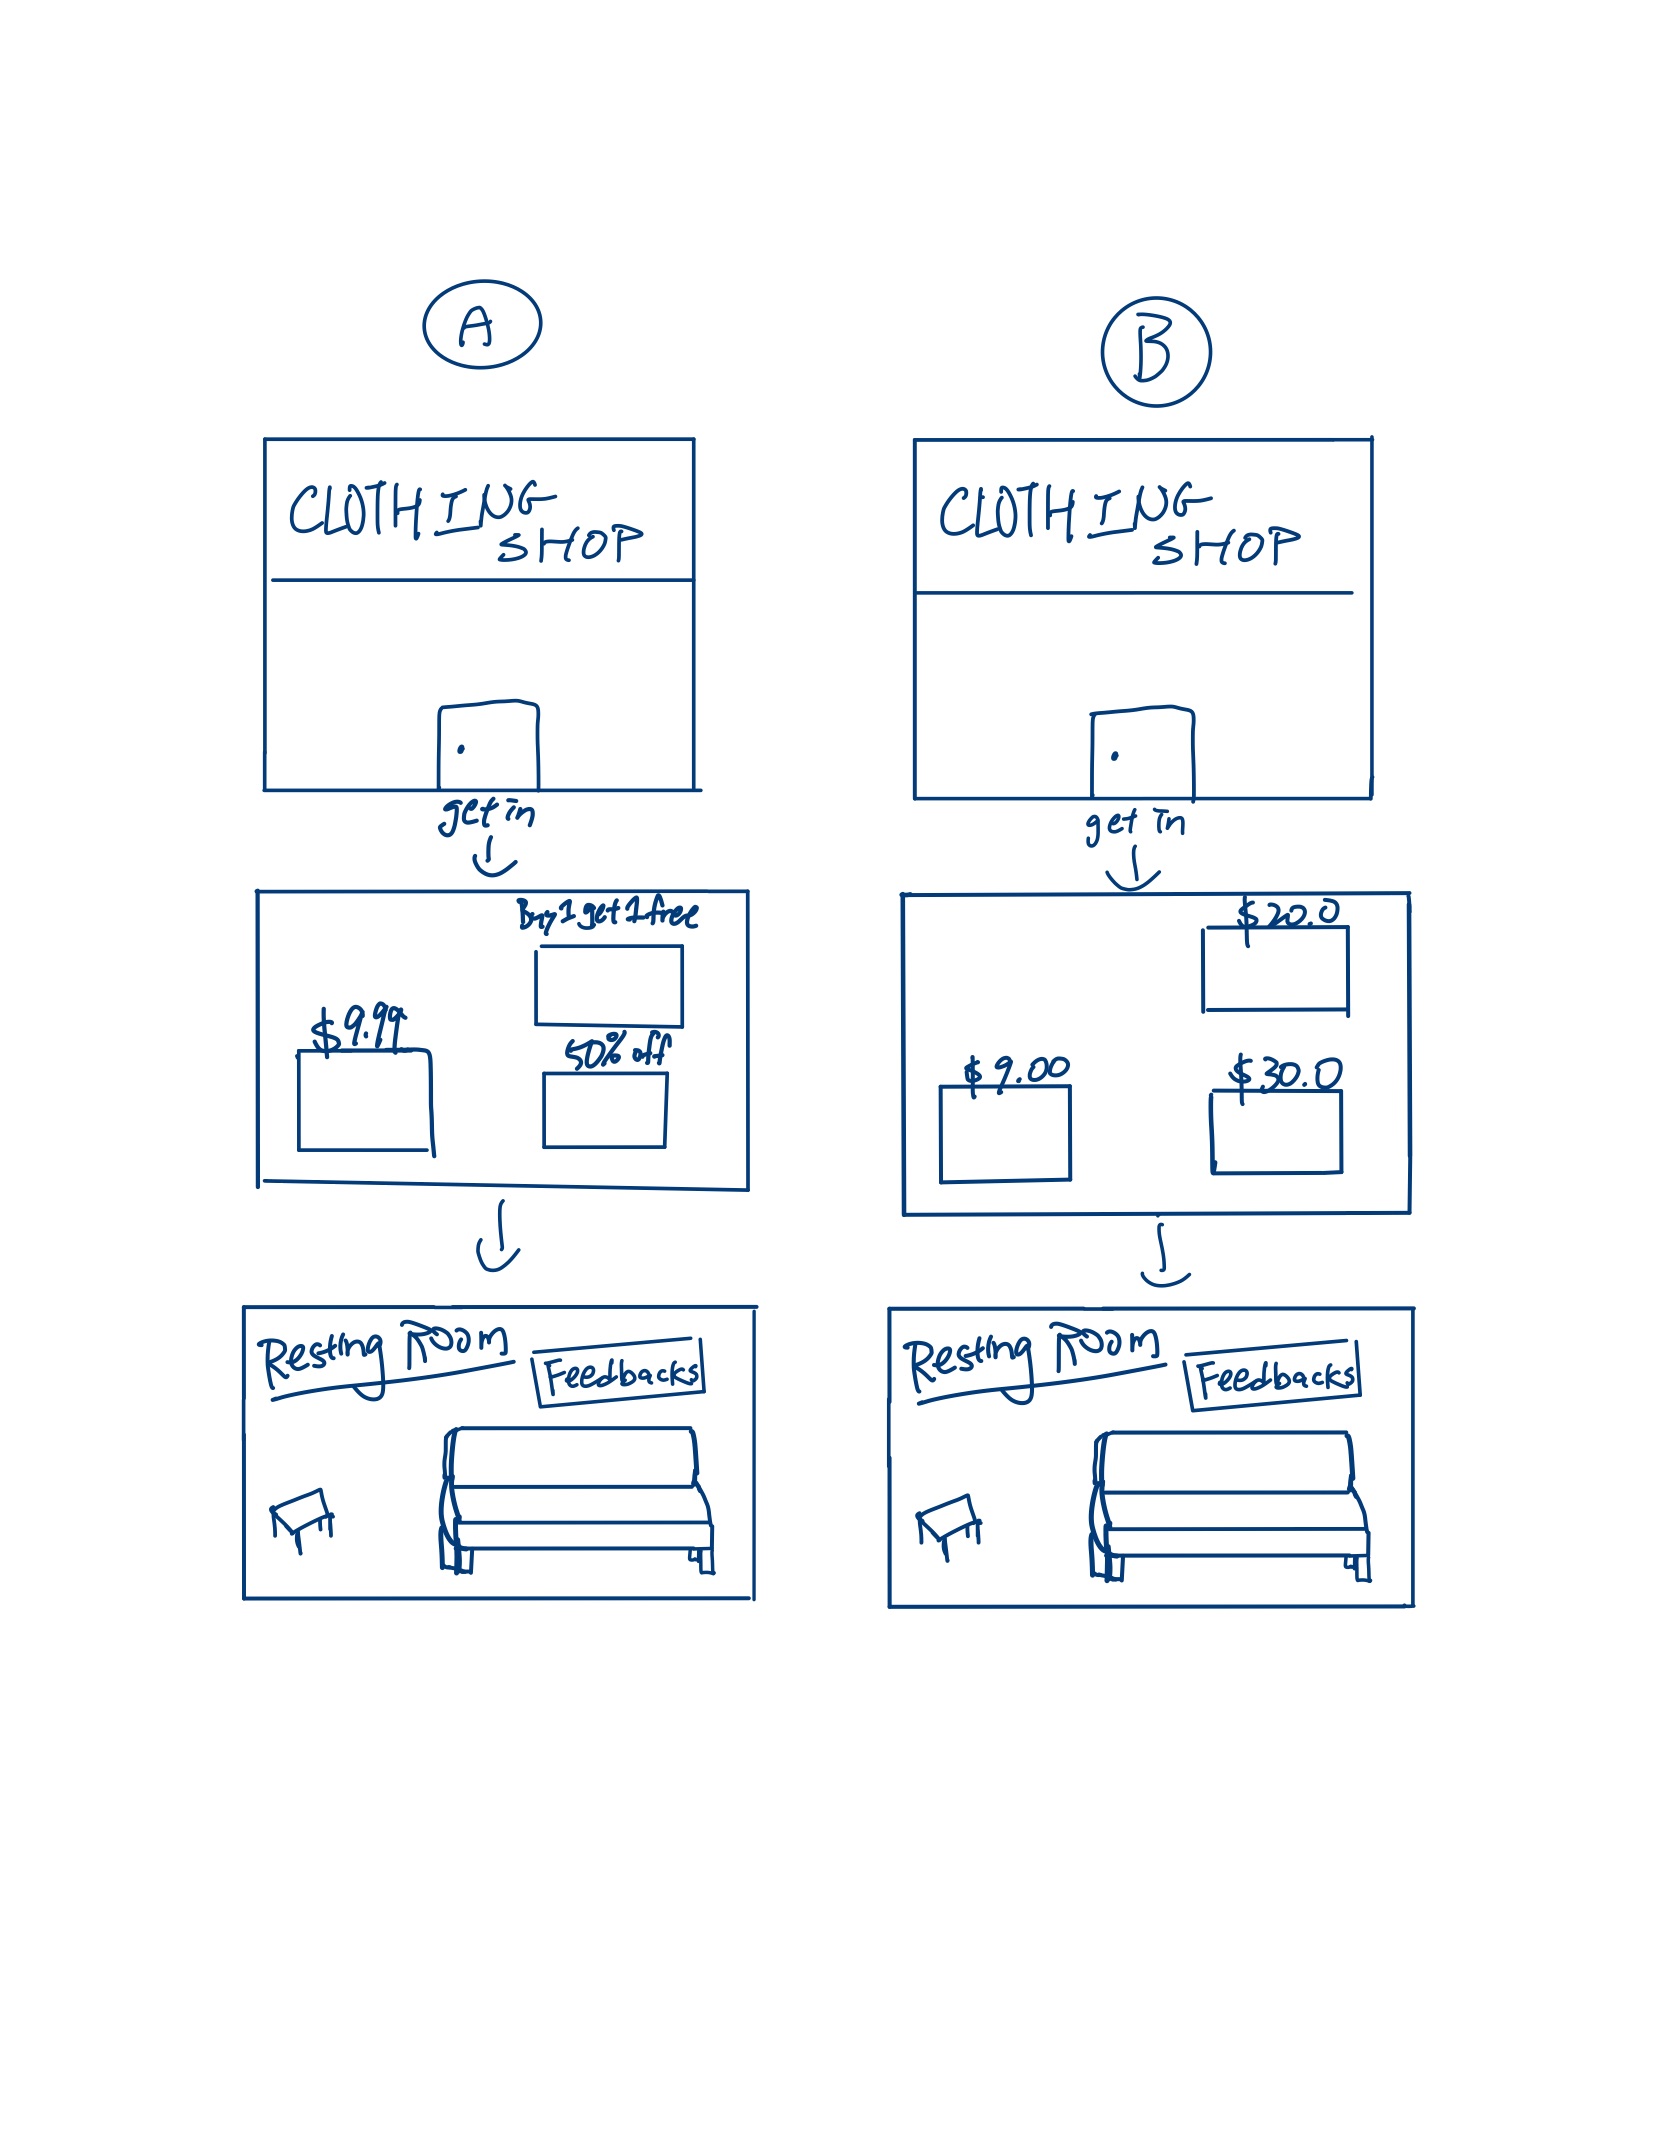 A
CLOTHING
SHOP
get in
Buy 1 get 1 free
$9.99
50% off
Resting Room
Feedbacks
B
CLOTHING
SHOP
get in
$20.0
$9.00
$30.0
Resting Room
Feedbacks